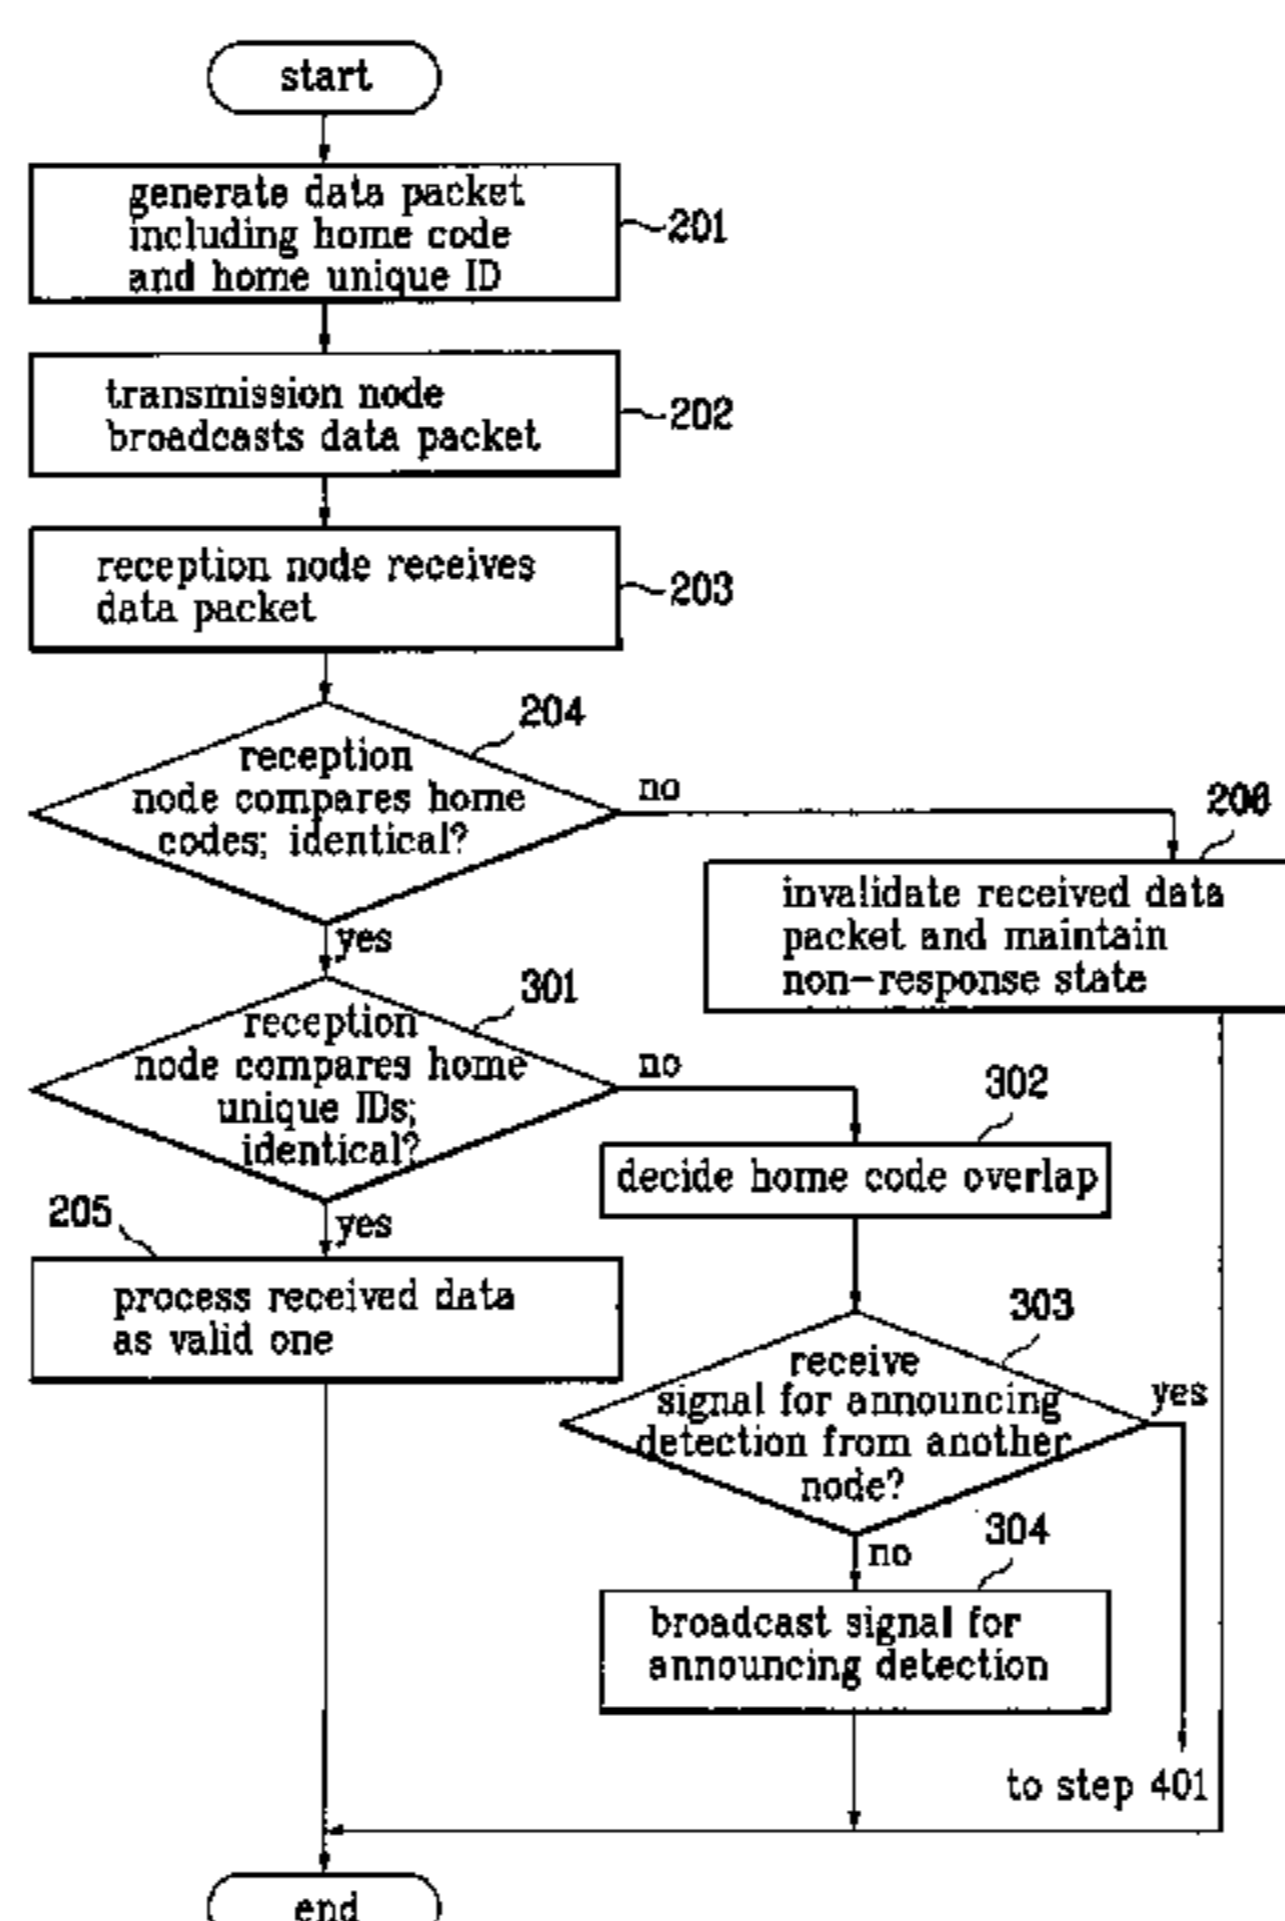 start
generate data packet
including home code
and home unique ID
201
transmission node
broadcasts data packet
202
reception node receives
data packet
203
204
reception
node compares home
codes; identical?
no
yes
206
invalidate received data
packet and maintain
non-response state
301
reception
node compares home
unique IDs;
identical?
no
yes
302
decide home code overlap
205
process received data
as valid one
303
receive
signal for announcing
detection from another
node?
yes
no
304
broadcast signal for
announcing detection
to step 401
end